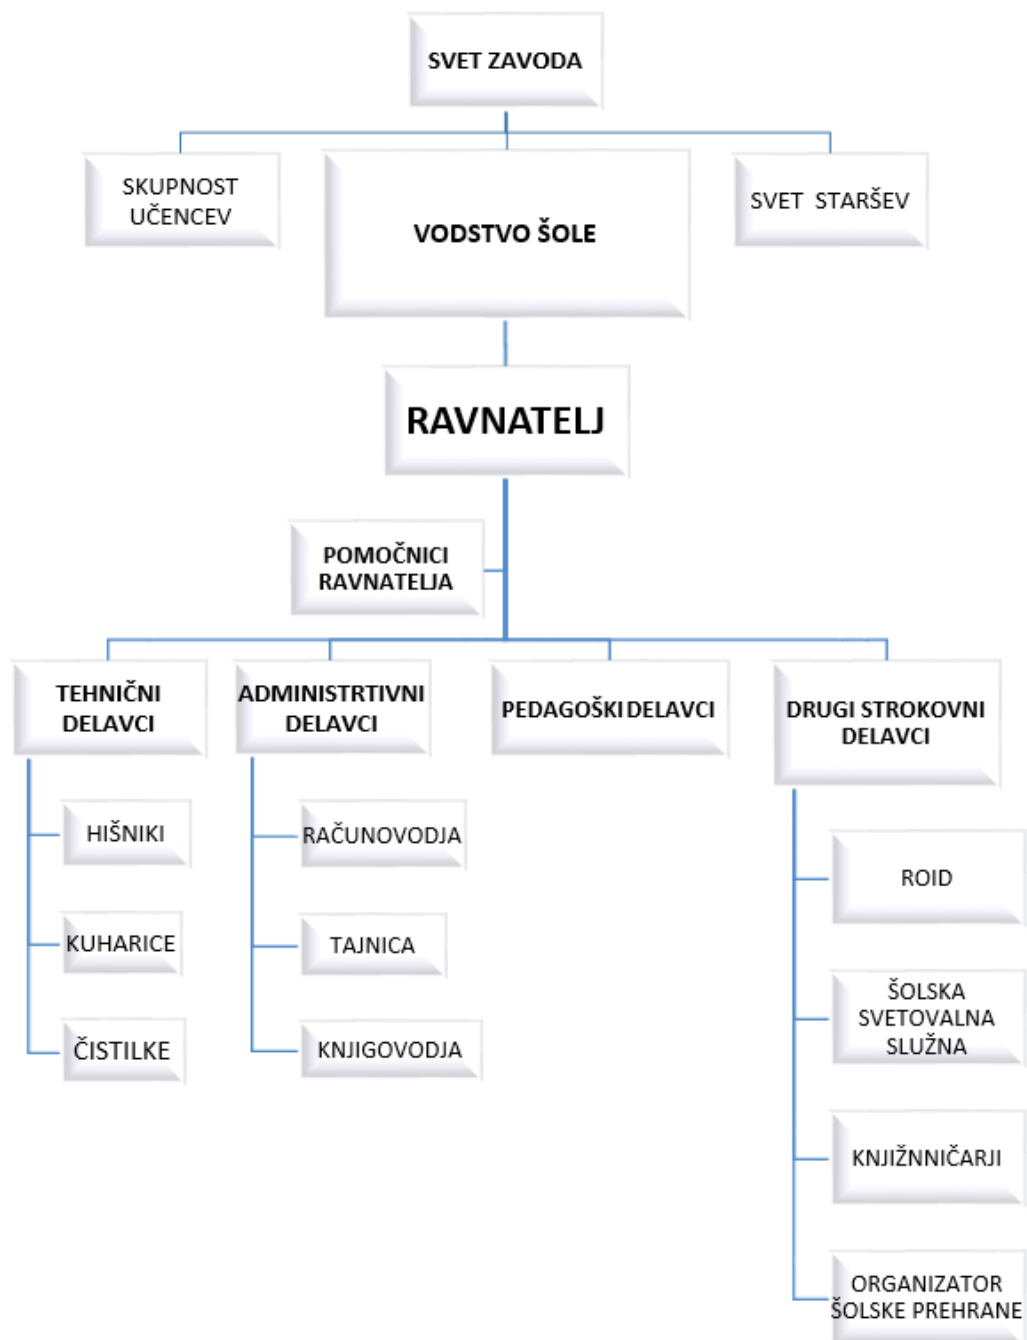 SVET ZAVODA
SKUPNOST
UČENCEV
VODSTVO ŠOLE
SVET STARŠEV
RAVNATELJ
POMOČNICI
RAVNATELJA
TEHNIČNI
DELAVCI
ADMINISTRTIVNI
DELAVCI
PEDAGOŠKI DELAVCI
DRUGI STROKOVNI
DELAVCI
HIŠNIKI
KUHARICE
ČISTILKE
RAČUNOVODJA
TAJNICA
KNJIGOVODJA
ROID
ŠOLSKA
SVETOVALNA
SLUŽNA
KNJIŽNNIČARJI
ORGANIZATOR
ŠOLSKE PREHRANE